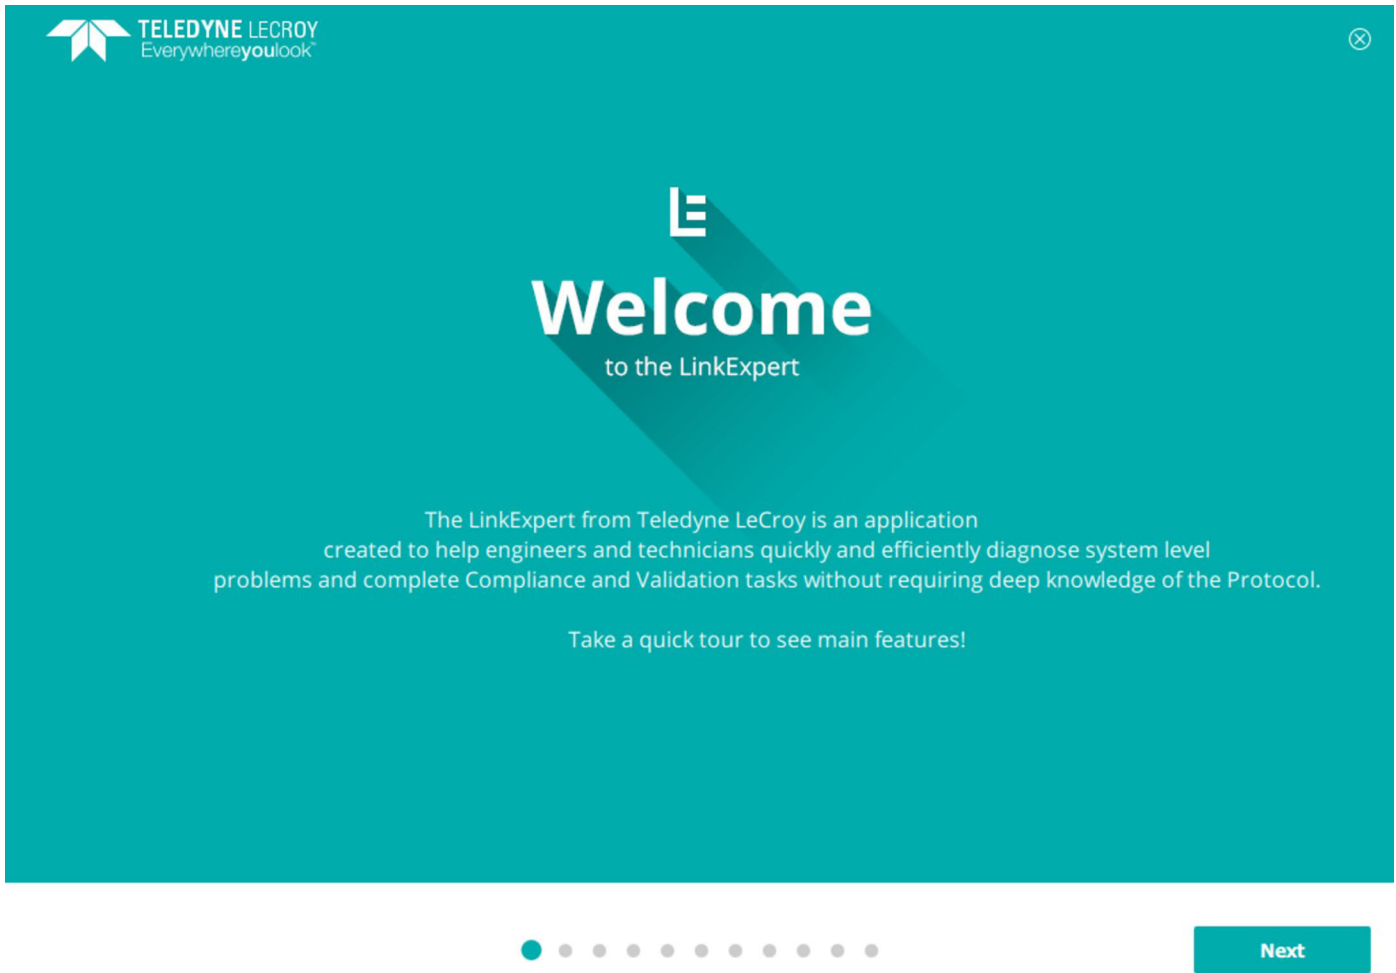 TELEDYNE LECROY
Everywhereyoulook™
LE
Welcome
to the LinkExpert
The LinkExpert from Teledyne LeCroy is an application
created to help engineers and technicians quickly and efficiently diagnose system level
problems and complete Compliance and Validation tasks without requiring deep knowledge of the Protocol.
Take a quick tour to see main features!
Next